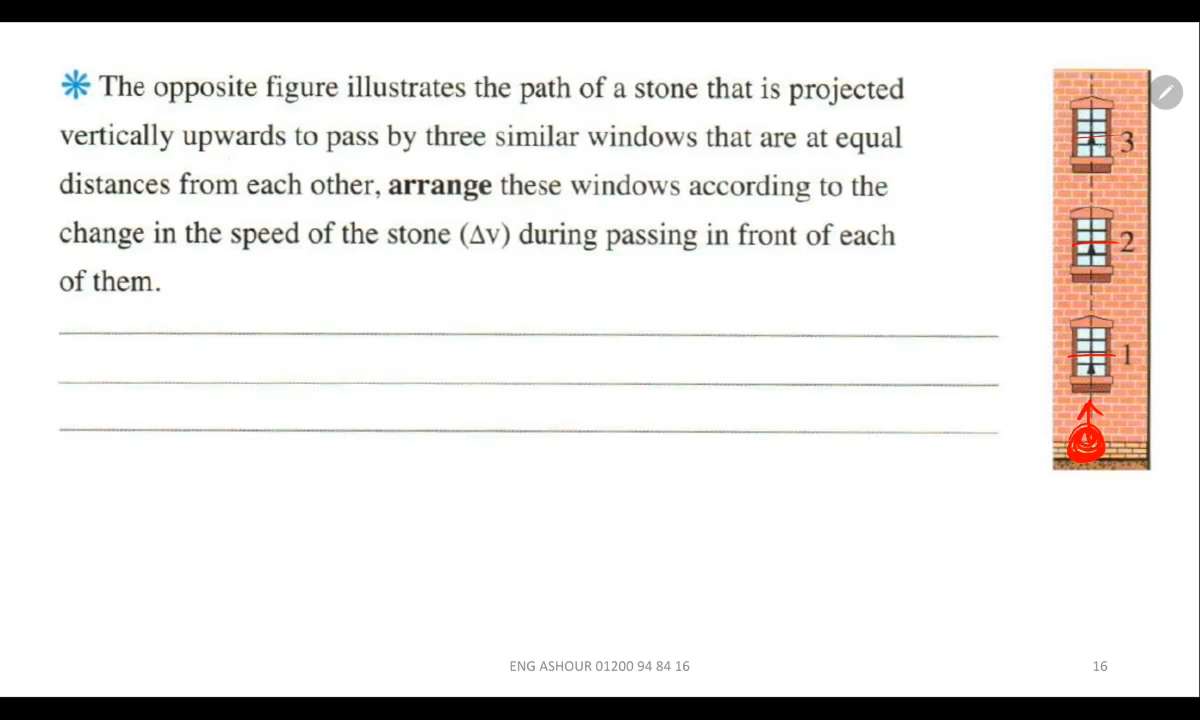 ✻ The opposite figure illustrates the path of a stone that is projected
vertically upwards to pass by three similar windows that are at equal
distances from each other, arrange these windows according to the
change in the speed of the stone (Δv) during passing in front of each
of them.
3
2
1
ENG ASHOUR 01200 94 84 16
16